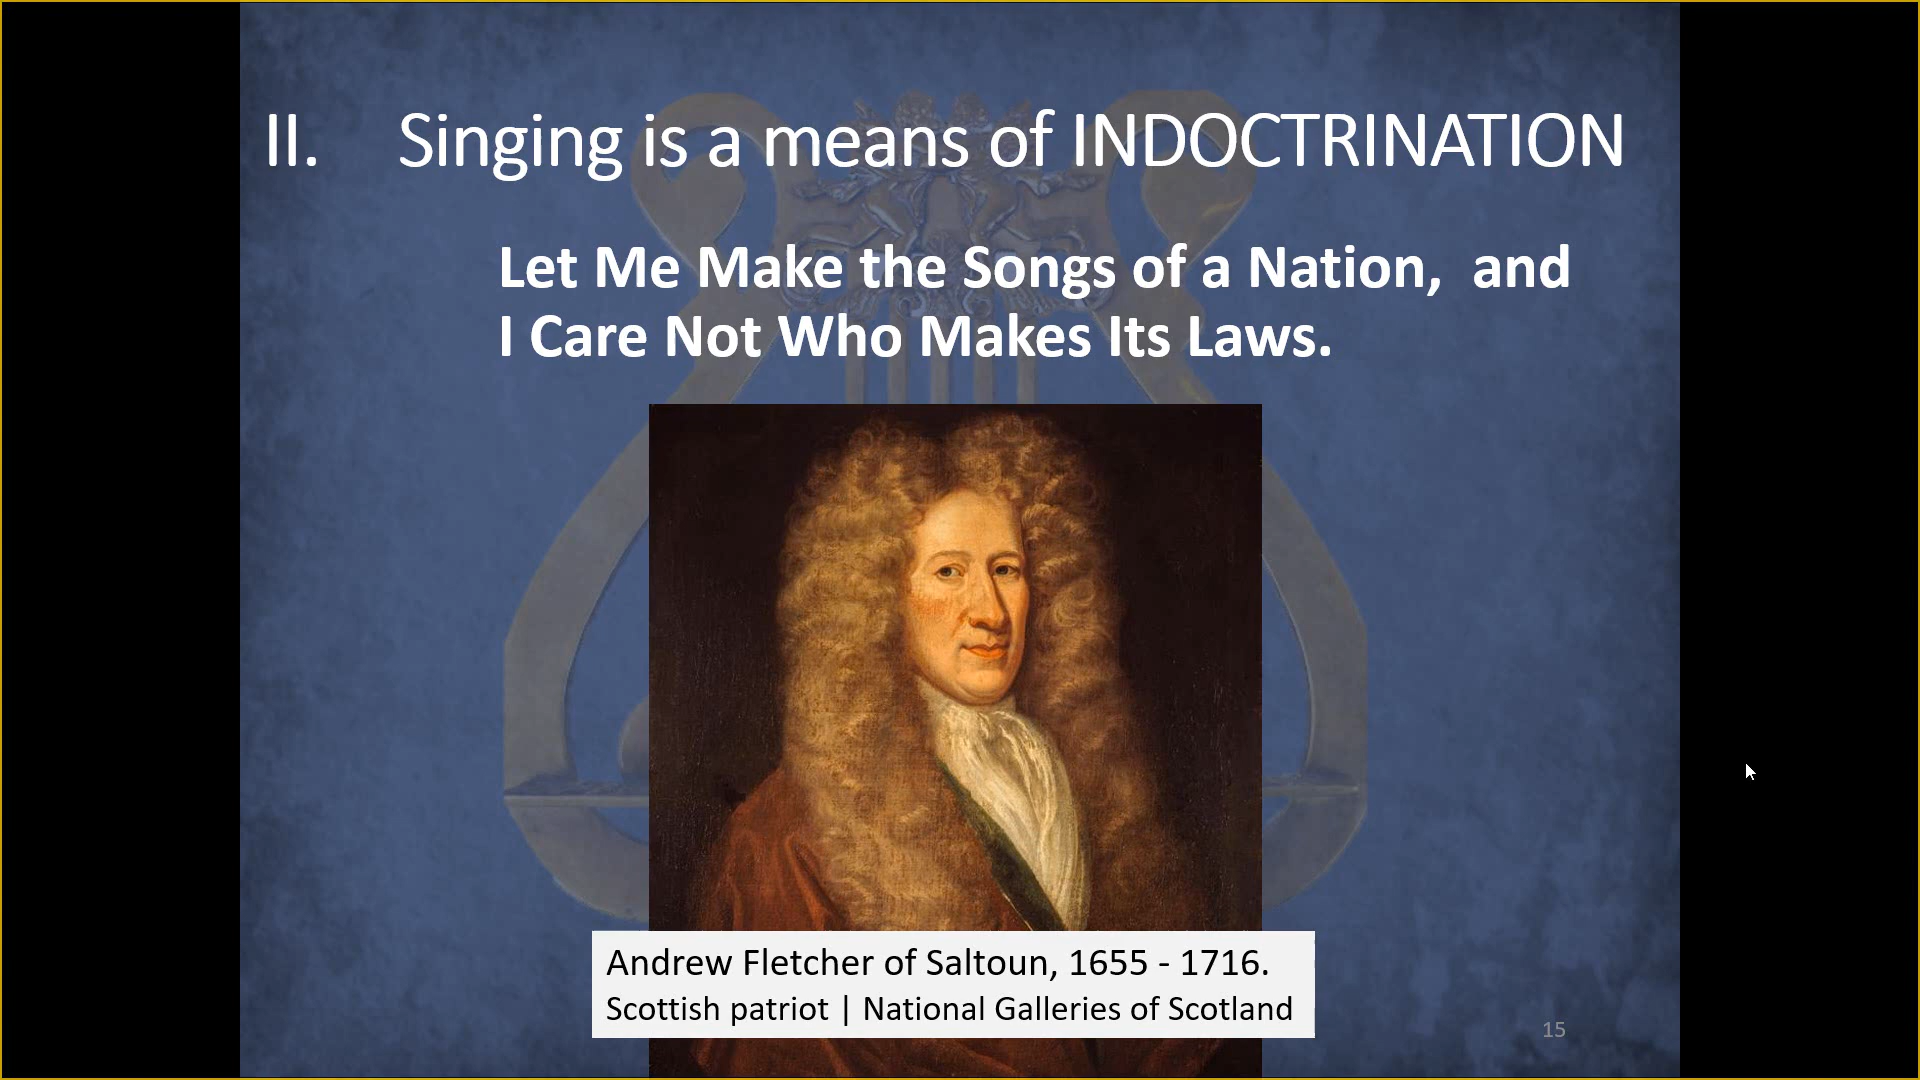 II. Singing is a means of INDOCTRINATION
Let Me Make the Songs of a Nation, and
I Care Not Who Makes Its Laws.
Andrew Fletcher of Saltoun, 1655 - 1716.
Scottish patriot | National Galleries of Scotland
15